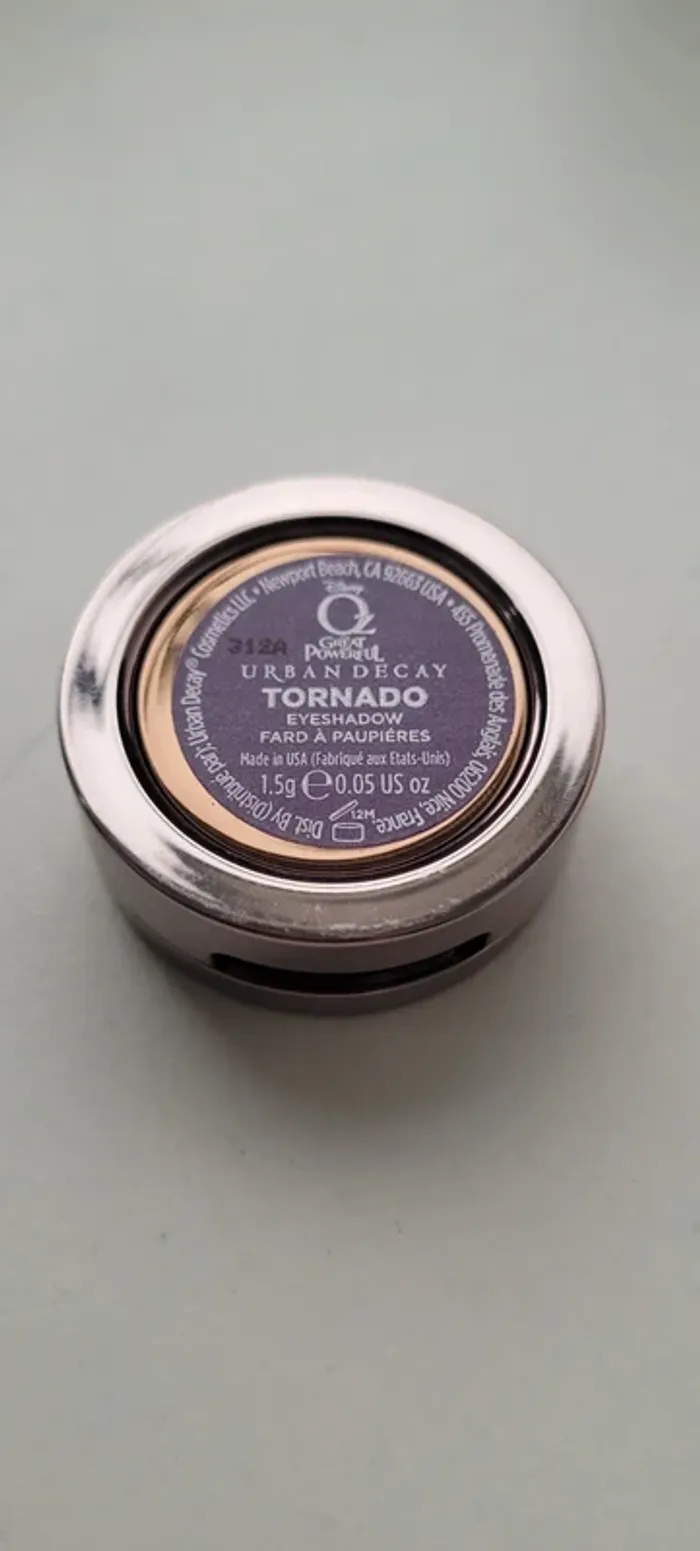 Disney
OZ
GREAT
POWERFUL
312A
URBAN DECAY
TORNADO
EYESHADOW
FARD À PAUPIÈRES
Made in USA (Fabriqué aux Etats-Unis)
1.5g e 0.05 US oz
12M
Dist. By (Distribué par): Urban Decay® Cosmetics LLC • Newport Beach, CA 92663 USA • 455 Promenade des Anglais, 06200 Nice, France.